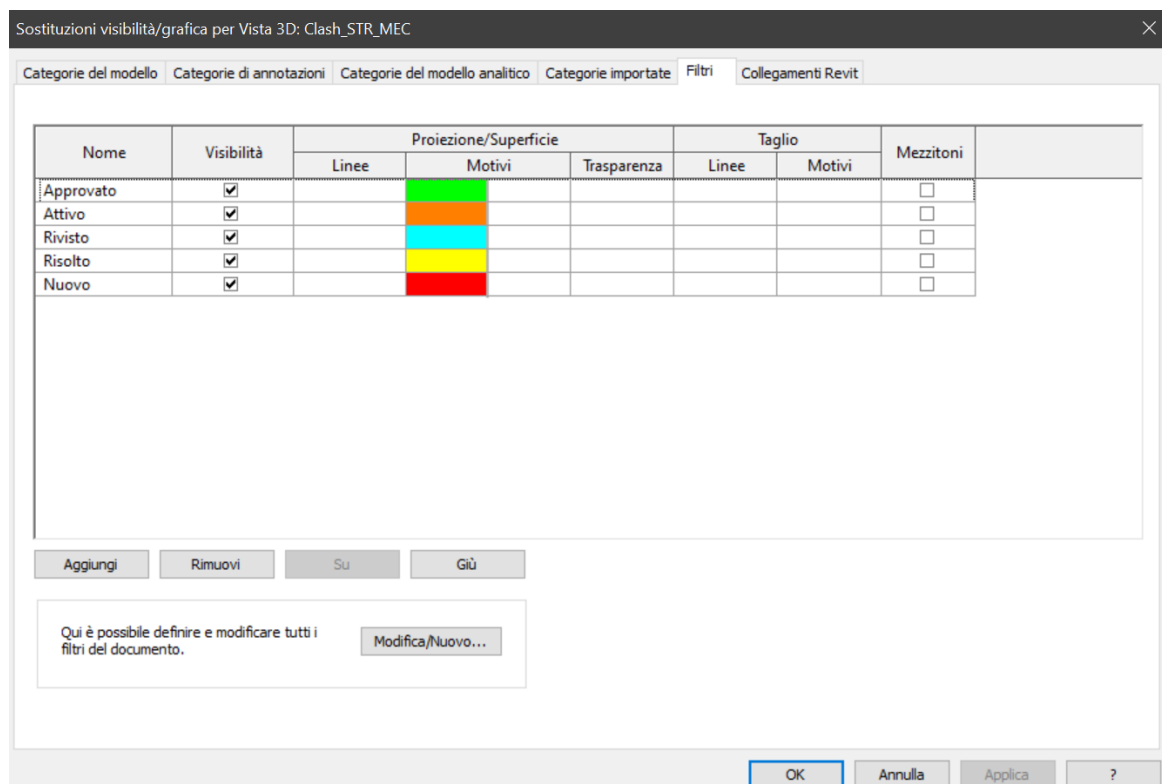 Sostituzioni visibilità/grafica per Vista 3D: Clash_STR_MEC
Categorie del modello Categorie di annotazioni Categorie del modello analitico Categorie importate Filtri Collegamenti Revit
Nome Visibilità Proiezione/Superficie Taglio Mezzitoni
Linee Motivi Trasparenza Linee Motivi
Approvato
Attivo
Rivisto
Risolto
Nuovo
Aggiungi Rimuovi Su Giù
Qui è possibile definire e modificare tutti i
filtri del documento.
Modifica/Nuovo...
OK Annulla Applica ?